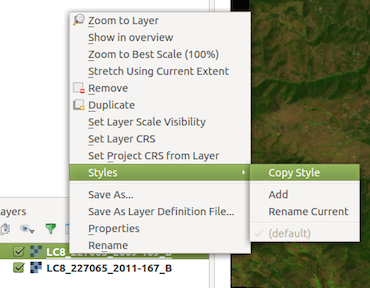 Zoom to Layer
Show in overview
Zoom to Best Scale (100%)
Stretch Using Current Extent
Remove
Duplicate
Set Layer Scale Visibility
Set Layer CRS
Set Project CRS from Layer
Styles
Copy Style
Save As...
Add
Save As Layer Definition File...
Rename Current
Properties
(default)
Rename
ayers
LC8_227065_2011-167_B